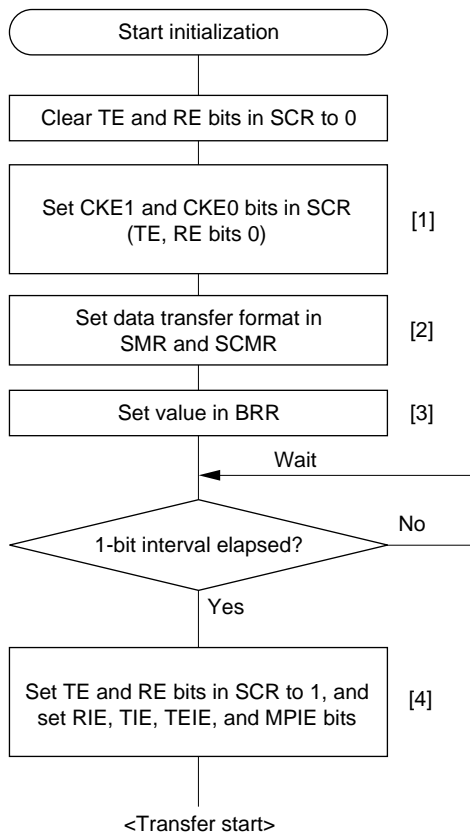 Start initialization
Clear TE and RE bits in SCR to 0
Set CKE1 and CKE0 bits in SCR
(TE, RE bits 0)
[1]
Set data transfer format in
SMR and SCMR
[2]
Set value in BRR
[3]
Wait
1-bit interval elapsed?
No
Yes
Set TE and RE bits in SCR to 1, and
set RIE, TIE, TEIE, and MPIE bits
[4]
<Transfer start>